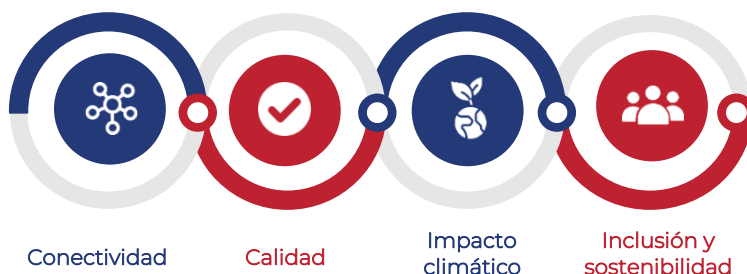 Conectividad
Calidad
Impacto
climático
Inclusión y
sostenibilidad